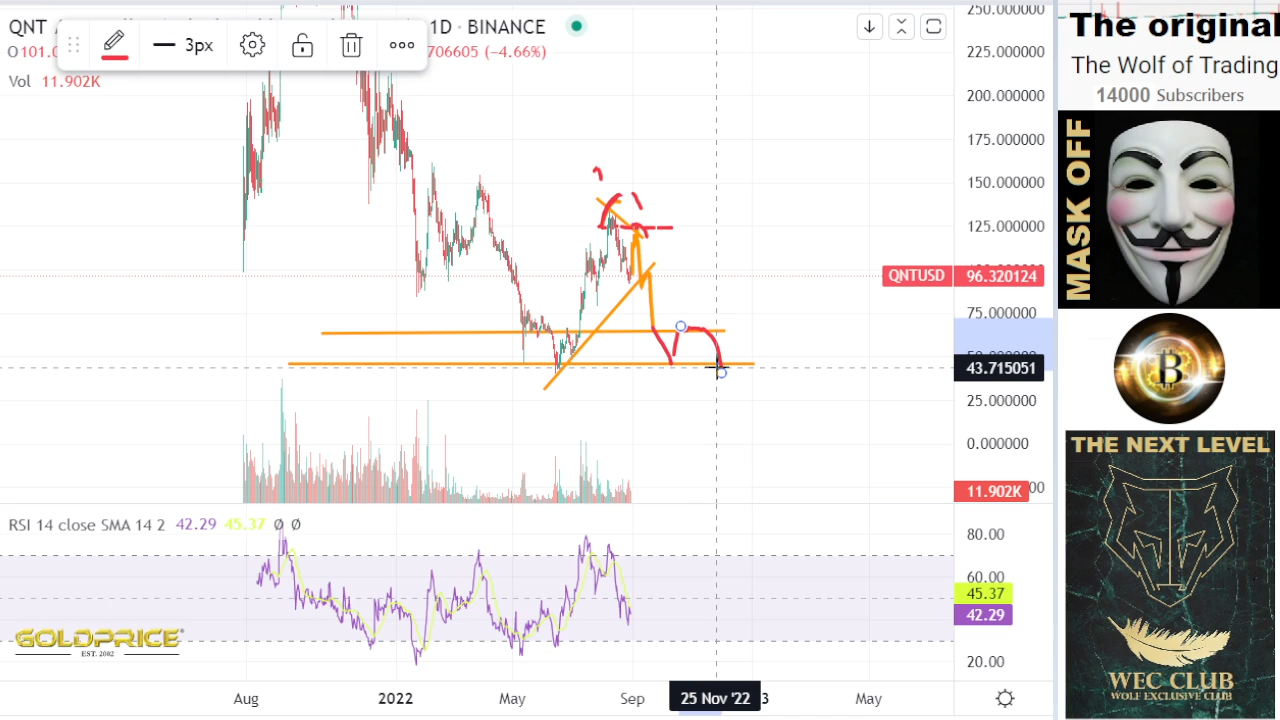 QNT
1D · BINANCE
O101.0
706605 (−4.66%)
3px
Vol 11.902K
250.000000
225.000000
200.000000
175.000000
150.000000
125.000000
QNTUSD 96.320124
75.000000
43.715051
25.000000
0.000000
11.902K
RSI 14 close SMA 14 2 42.29 45.37 Ø Ø
80.00
60.00
45.37
42.29
20.00
GOLDPRICE
EST. 2002
Aug
2022
May
Sep
25 Nov '22
3
May
The original
The Wolf of Trading
14000 Subscribers
MASK OFF
B
THE NEXT LEVEL
WEC CLUB
WOLF EXCLUSIVE CLUB